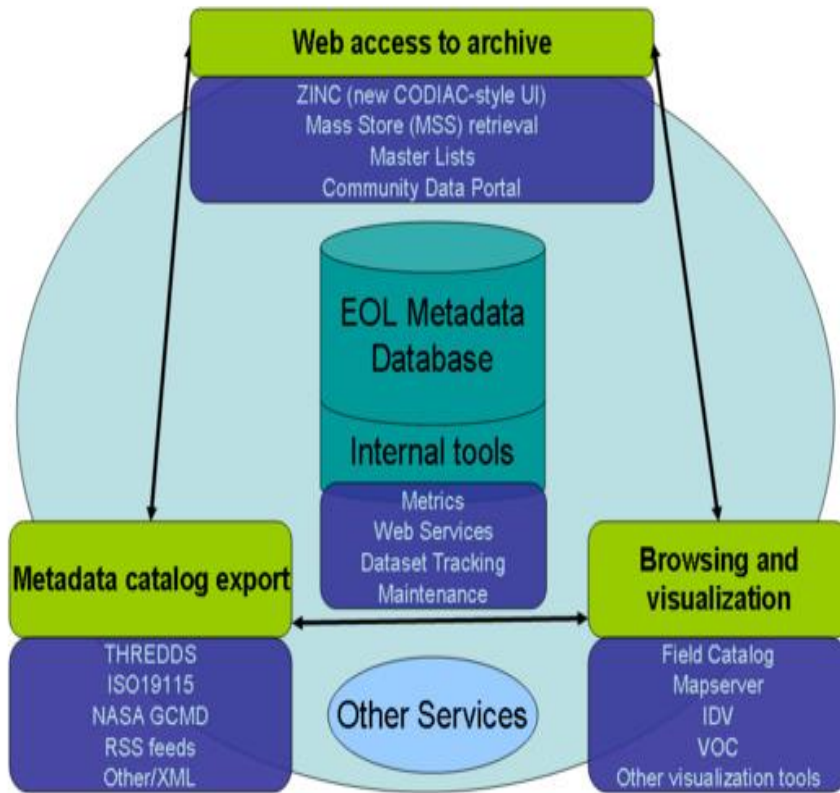 Web access to archive
ZINC (new CODIAC-style UI)
Mass Store (MSS) retrieval
Master Lists
Community Data Portal
EOL Metadata
Database
Internal tools
Metrics
Web Services
Dataset Tracking
Maintenance
Metadata catalog export
THREDDS
ISO19115
NASA GCMD
RSS feeds
Other/XML
Other Services
Browsing and
visualization
Field Catalog
Mapserver
IDV
VOC
Other visualization tools